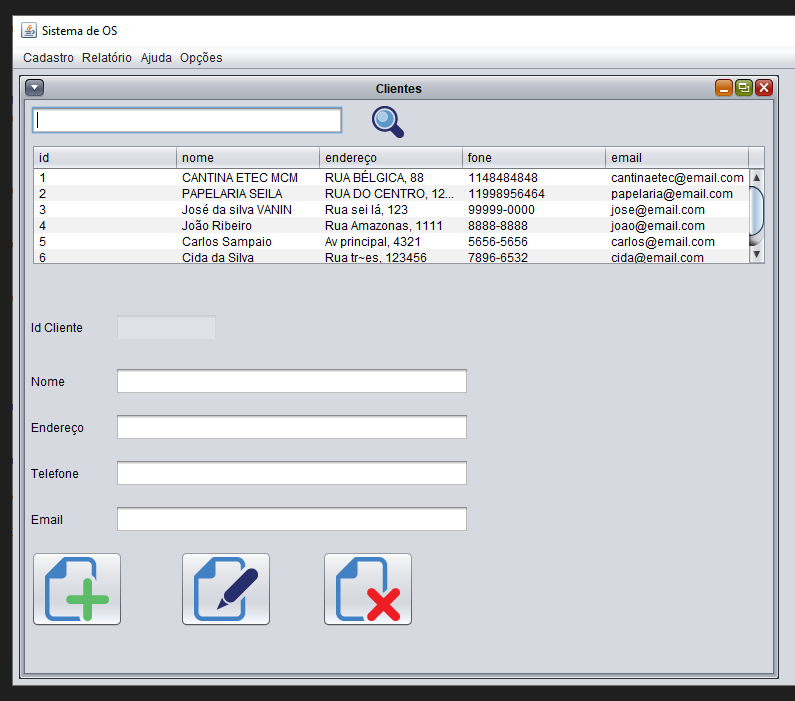 Sistema de OS
Cadastro Relatório Ajuda Opções
Clientes
id nome endereço fone email
1 CANTINA ETEC MCM RUA BÉLGICA, 88 1148484848 cantinaetec@email.com
2 PAPELARIA SEILA RUA DO CENTRO, 12... 11998956464 papelaria@email.com
3 José da silva VANIN Rua sei lá, 123 99999-0000 jose@email.com
4 João Ribeiro Rua Amazonas, 1111 8888-8888 joao@email.com
5 Carlos Sampaio Av principal, 4321 5656-5656 carlos@email.com
6 Cida da Silva Rua tr~es, 123456 7896-6532 cida@email.com
Id Cliente
Nome
Endereço
Telefone
Email